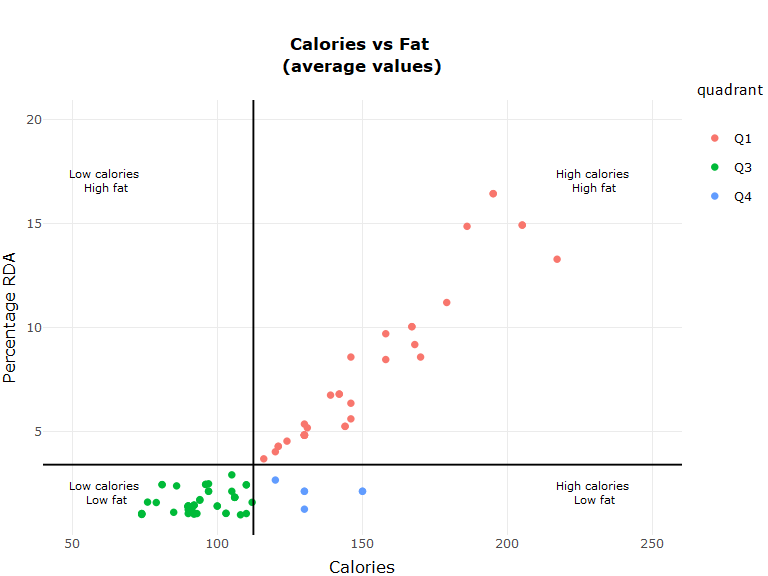 Calories vs Fat
(average values)
quadrant
Q1
Q3
Q4
20
15
10
5
Percentage RDA
Low calories
High fat
High calories
High fat
Low calories
Low fat
High calories
Low fat
50
100
150
200
250
Calories